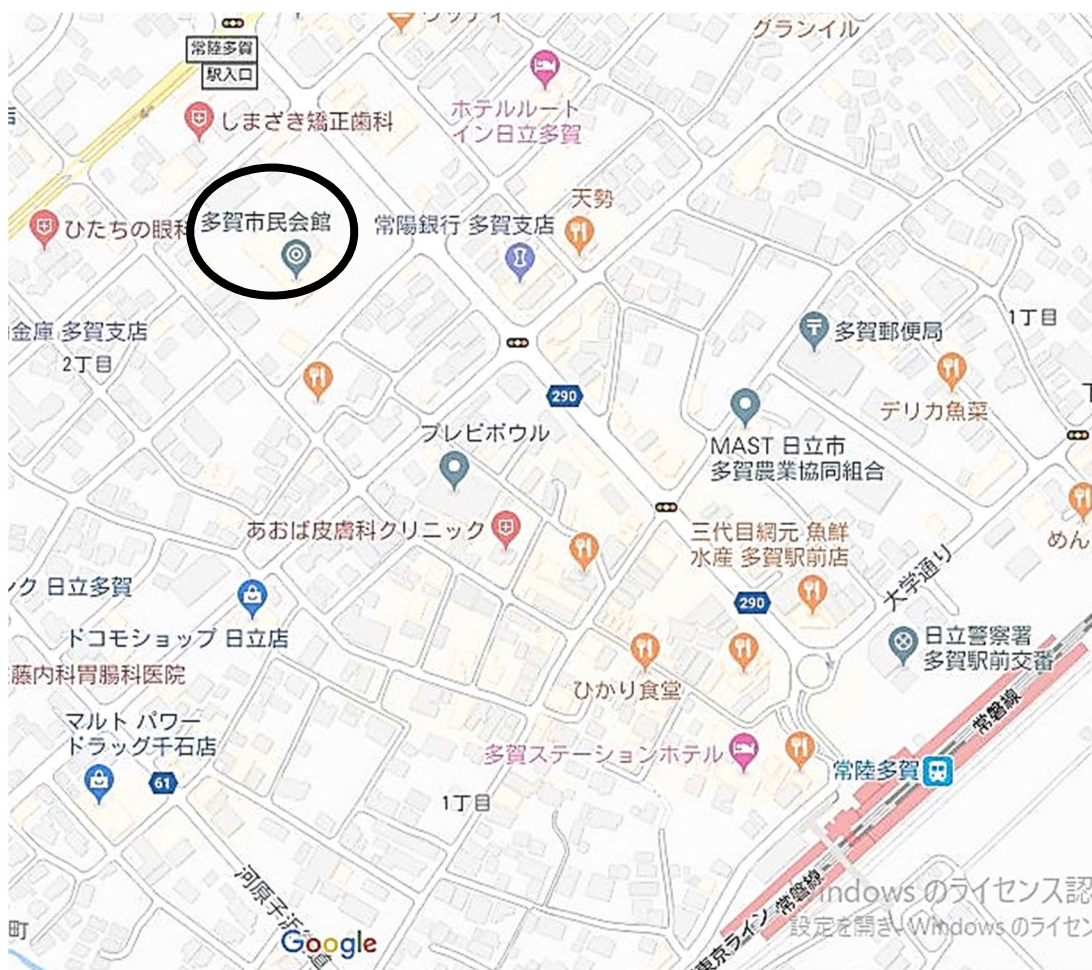 グランイル
常陸多賀
駅入口
しまざき矯正歯科
ホテルルート
イン日立多賀
天勢
多賀市民会館
常陽銀行 多賀支店
ひたちの眼科
1丁目
多賀郵便局
金庫 多賀支店
2丁目
290
デリカ魚菜
プレビボウル
MAST 日立市
多賀農業協同組合
あおば皮膚科クリニック
三代目網元 魚鮮
水産 多賀駅前店
めん
大学通り
ク 日立多賀
290
ドコモショップ 日立店
日立警察署
多賀駅前交番
藤内科胃腸科医院
ひかり食堂
常磐線
マルト パワー
ドラッグ千石店
多賀ステーションホテル
常陸多賀
61
1丁目
河原子浜
道
常磐線
東京ライン
indows のライセンス認
設定を開き、Windows のライセン
町
Google